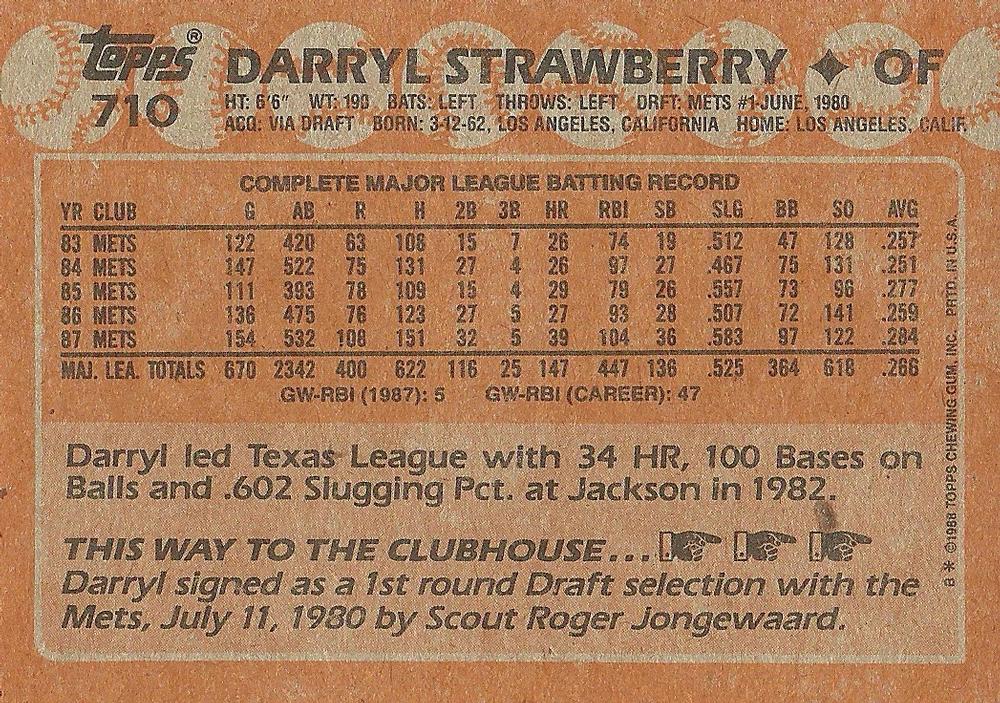 topps® DARRYL STRAWBERRY ✦ OF
710 HT: 6'6" WT: 190 BATS: LEFT THROWS: LEFT DRFT: METS #1-JUNE, 1980
ACQ: VIA DRAFT BORN: 3-12-62, LOS ANGELES, CALIFORNIA HOME: LOS ANGELES, CALIF.
COMPLETE MAJOR LEAGUE BATTING RECORD
YR CLUB G AB R H 2B 3B HR RBI SB SLG BB SO AVG
83 METS 122 420 63 108 15 7 26 74 19 .512 47 128 .257
84 METS 147 522 75 131 27 4 26 97 27 .467 75 131 .251
85 METS 111 393 78 109 15 4 29 79 26 .557 73 96 .277
86 METS 136 475 76 123 27 5 27 93 28 .507 72 141 .259
87 METS 154 532 108 151 32 5 39 104 36 .583 97 122 .284
MAJ. LEA. TOTALS 670 2342 400 622 116 25 147 447 136 .525 364 618 .266
GW-RBI (1987): 5 GW-RBI (CAREER): 47
Darryl led Texas League with 34 HR, 100 Bases on
Balls and .602 Slugging Pct. at Jackson in 1982.
THIS WAY TO THE CLUBHOUSE...
Darryl signed as a 1st round Draft selection with the
Mets, July 11, 1980 by Scout Roger Jongewaard.
B * ©1988 TOPPS CHEWING GUM, INC. PRTD. IN U.S.A.